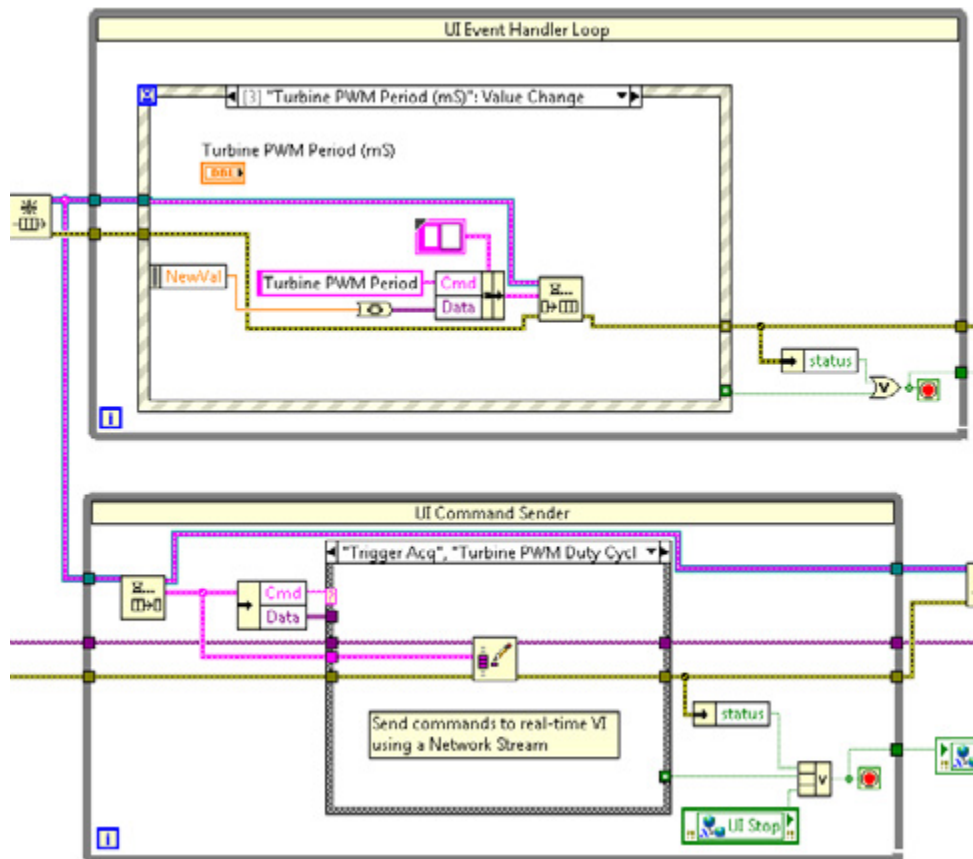 UI Event Handler Loop
[3] "Turbine PWM Period (mS)": Value Change
Turbine PWM Period (mS)
DBL
NewVal
Turbine PWM Period
Cmd
Data
status
V
i
UI Command Sender
"Trigger Acq", "Turbine PWM Duty Cycl
Cmd
?
Data
Send commands to real-time VI
using a Network Stream
status
V
UI Stop
i